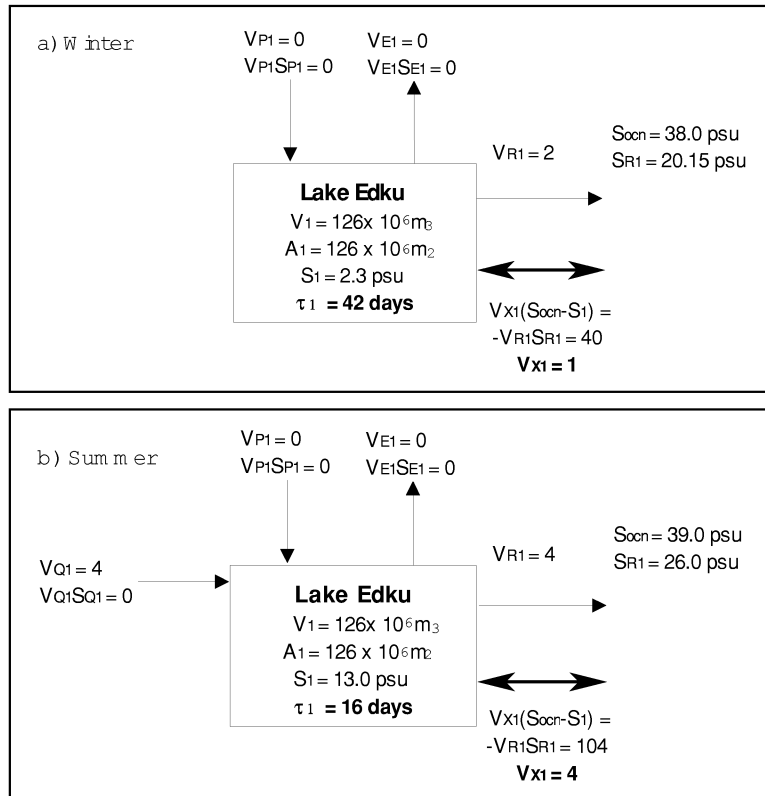 a) Winter
VP1 = 0
VP1SP1 = 0
VE1 = 0
VE1SE1 = 0
VR1 = 2
Socn = 38.0 psu
SR1 = 20.15 psu
Lake Edku
V1 = 126x 106m3
A1 = 126 x 106m2
S1 = 2.3 psu
τ1 = 42 days
VX1(Socn-S1) =
-VR1SR1 = 40
VX1 = 1
b) Summer
VP1 = 0
VP1SP1 = 0
VE1 = 0
VE1SE1 = 0
VQ1 = 4
VQ1SQ1 = 0
VR1 = 4
Socn = 39.0 psu
SR1 = 26.0 psu
Lake Edku
V1 = 126x 106m3
A1 = 126 x 106m2
S1 = 13.0 psu
τ1 = 16 days
VX1(Socn-S1) =
-VR1SR1 = 104
VX1 = 4